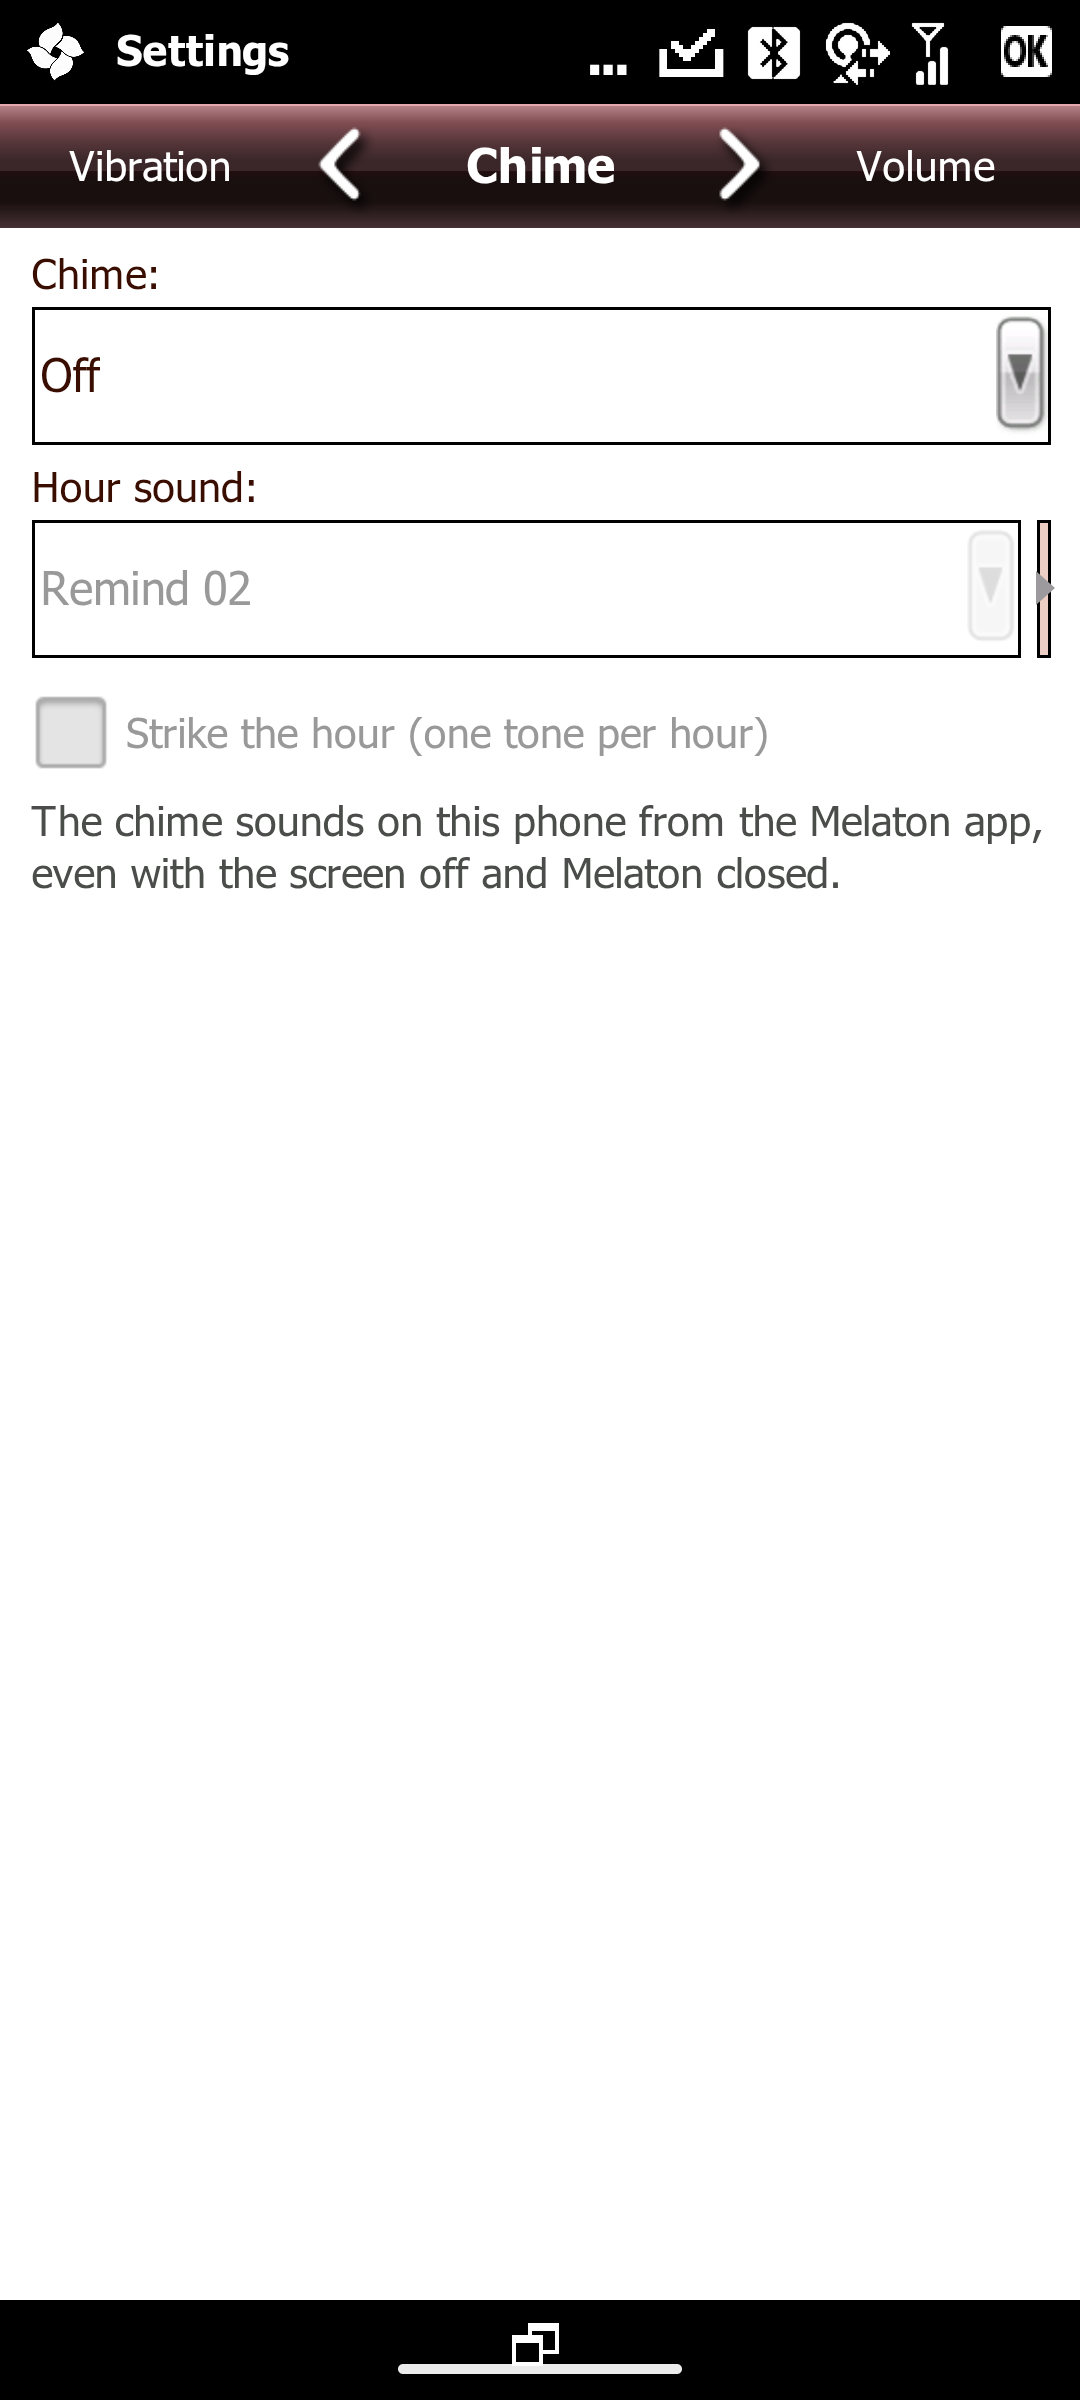 Settings
...
OK
Vibration
Chime
Volume
Chime:
Off
Hour sound:
Remind 02
Strike the hour (one tone per hour)
The chime sounds on this phone from the Melaton app,
even with the screen off and Melaton closed.